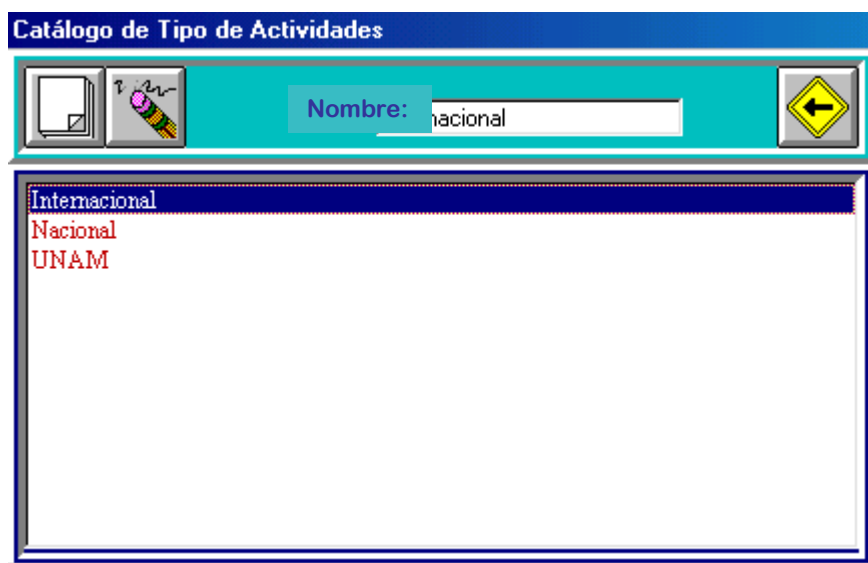 Catálogo de Tipo de Actividades
Nombre: nacional
Internacional
Nacional
UNAM